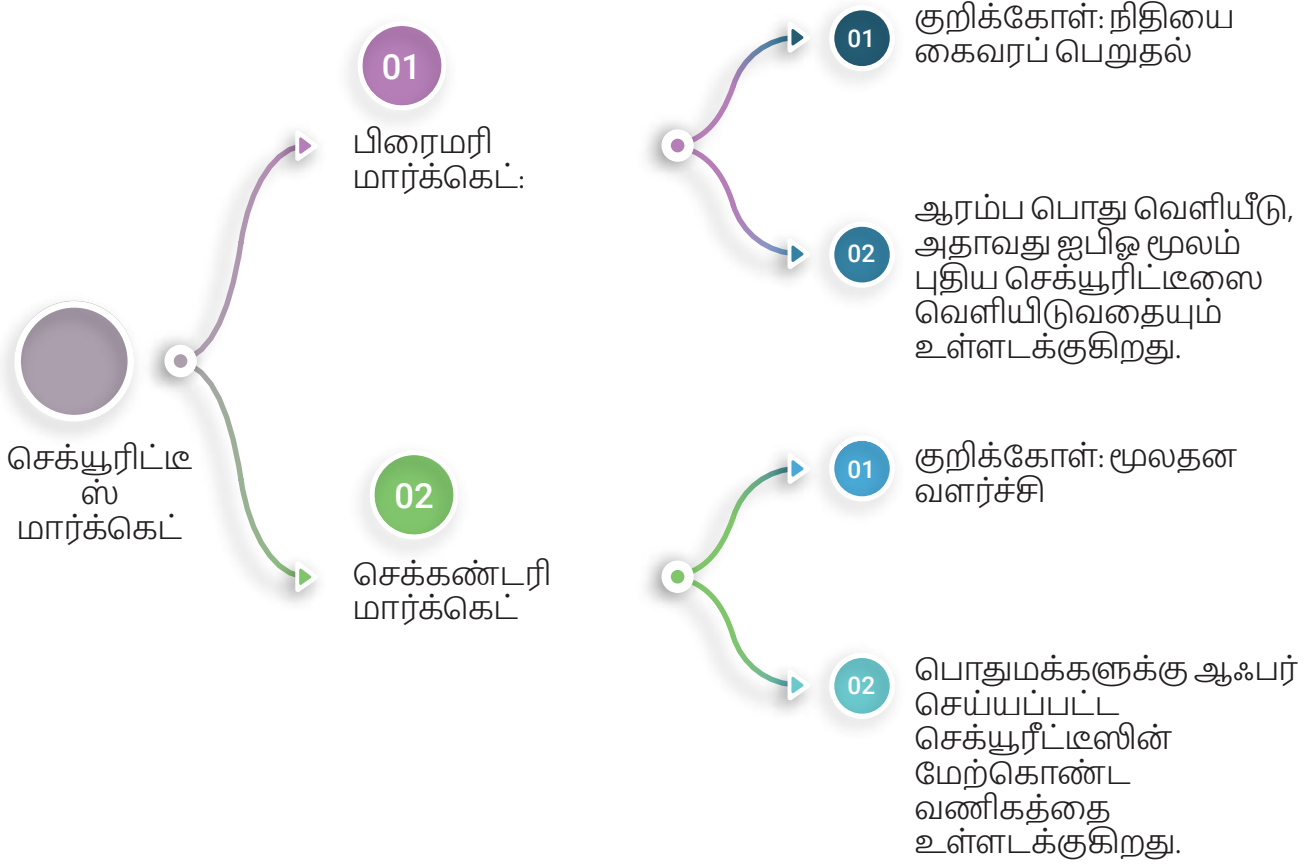 செக்யூரிட்டீ
ஸ்
மார்க்கெட்
01
பிரைமரி
மார்க்கெட்:
01
குறிக்கோள்: நிதியை
கைவரப் பெறுதல்
02
ஆரம்ப பொது வெளியீடு,
அதாவது ஐபிஓ மூலம்
புதிய செக்யூரிட்டீஸை
வெளியிடுவதையும்
உள்ளடக்குகிறது.
02
செக்கண்டரி
மார்க்கெட்
01
குறிக்கோள்: மூலதன
வளர்ச்சி
02
பொதுமக்களுக்கு ஆஃபர்
செய்யப்பட்ட
செக்யூரீட்டீஸின்
மேற்கொண்ட
வணிகத்தை
உள்ளடக்குகிறது.